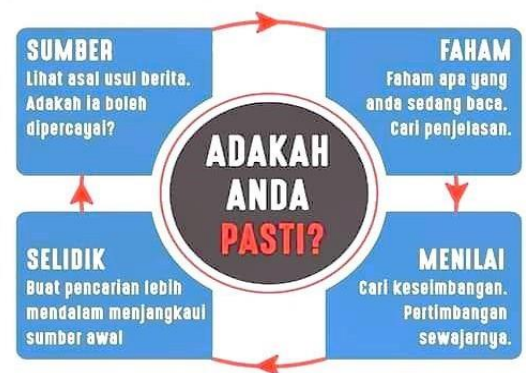 SUMBER
Lihat asal usul berita.
Adakah ia boleh
dipercayai?
FAHAM
Faham apa yang
anda sedang baca.
Cari penjelasan.
ADAKAH
ANDA
PASTI?
SELIDIK
Buat pencarian lebih
mendalam menjangkaui
sumber awal
MENILAI
Cari keseimbangan.
Pertimbangan
sewajarnya.